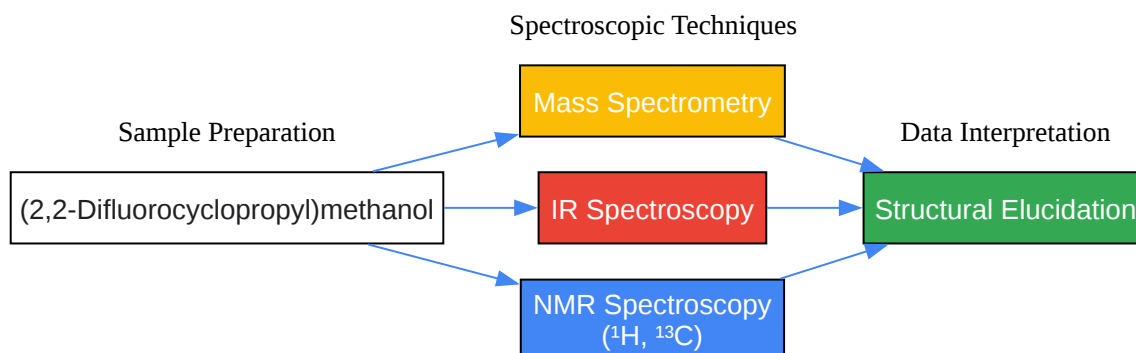 Spectroscopic Techniques
Mass Spectrometry
Sample Preparation
Data Interpretation
(2,2-Difluorocyclopropyl)methanol
IR Spectroscopy
Structural Elucidation
NMR Spectroscopy
(¹H, ¹³C)